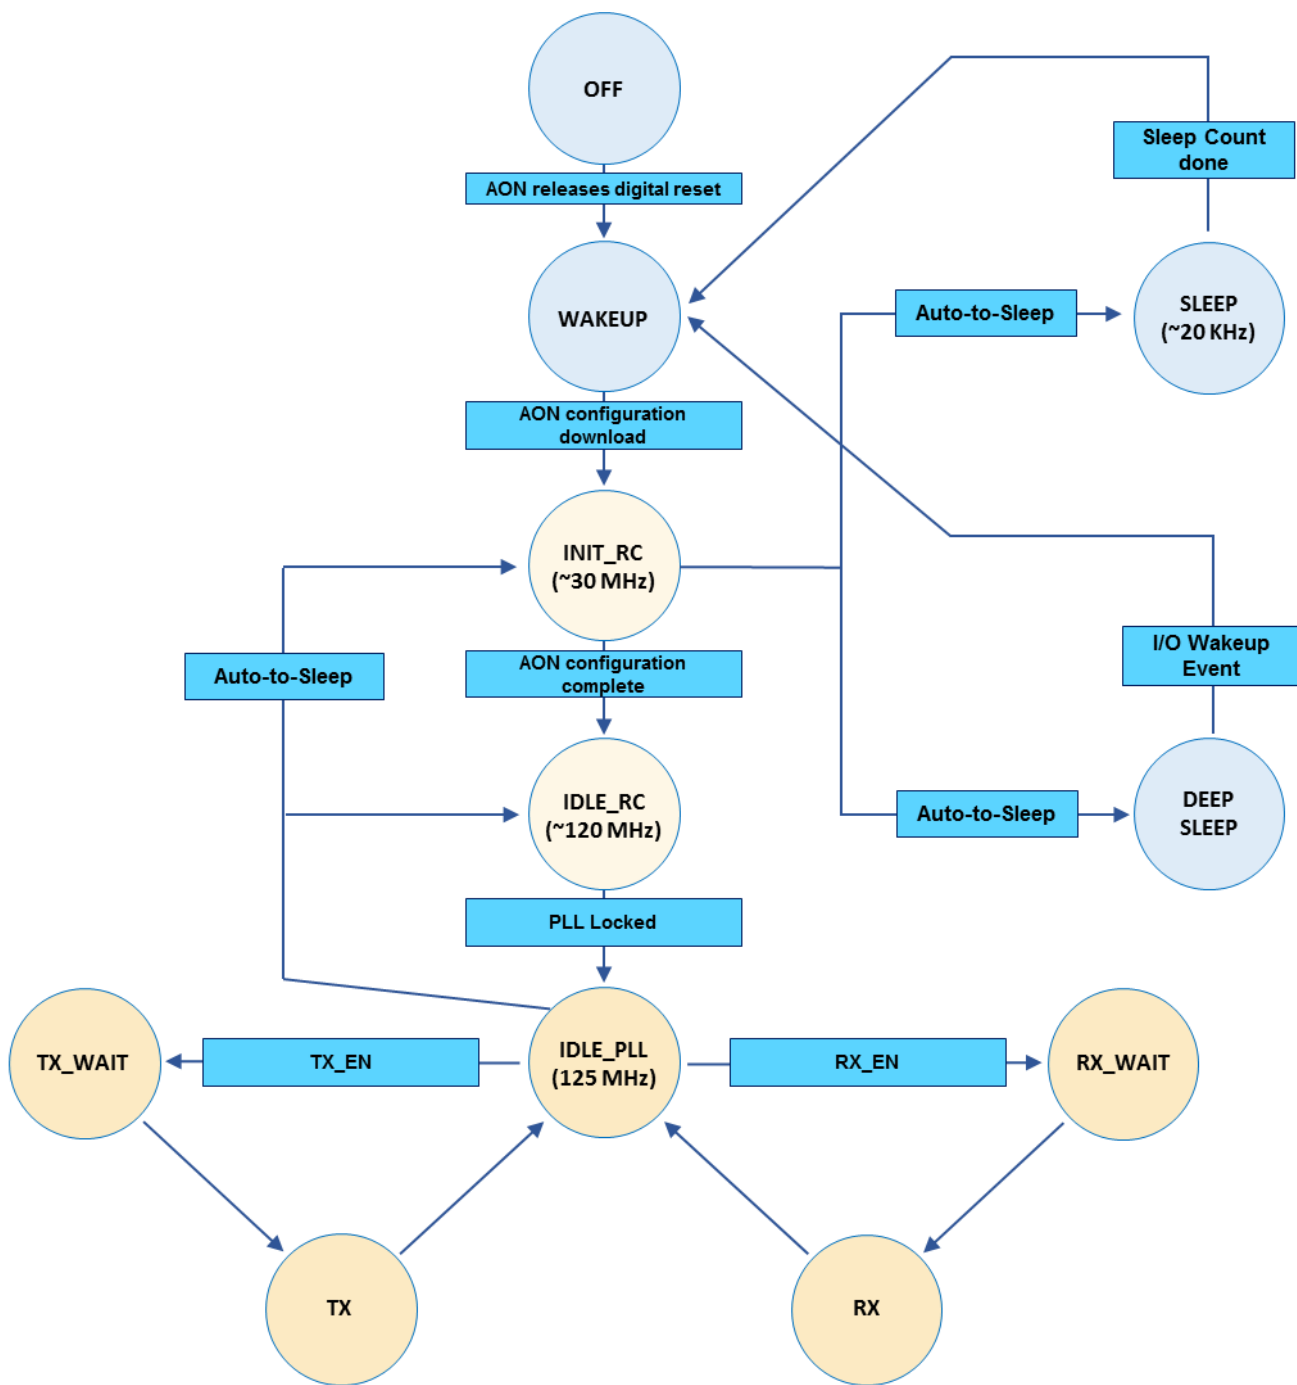 OFF
AON releases digital reset
Sleep Count
done
WAKEUP
Auto-to-Sleep
SLEEP
(~20 KHz)
AON configuration
download
INIT_RC
(~30 MHz)
I/O Wakeup
Event
Auto-to-Sleep
AON configuration
complete
IDLE_RC
(~120 MHz)
Auto-to-Sleep
DEEP
SLEEP
PLL Locked
TX_WAIT
TX_EN
IDLE_PLL
(125 MHz)
RX_EN
RX_WAIT
TX
RX